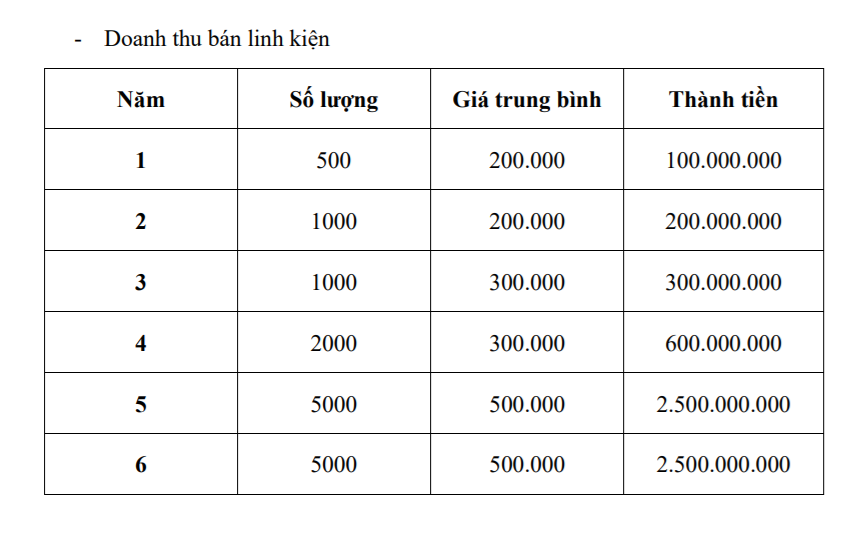 - Doanh thu bán linh kiện
Năm Số lượng Giá trung bình Thành tiền
1 500 200.000 100.000.000
2 1000 200.000 200.000.000
3 1000 300.000 300.000.000
4 2000 300.000 600.000.000
5 5000 500.000 2.500.000.000
6 5000 500.000 2.500.000.000